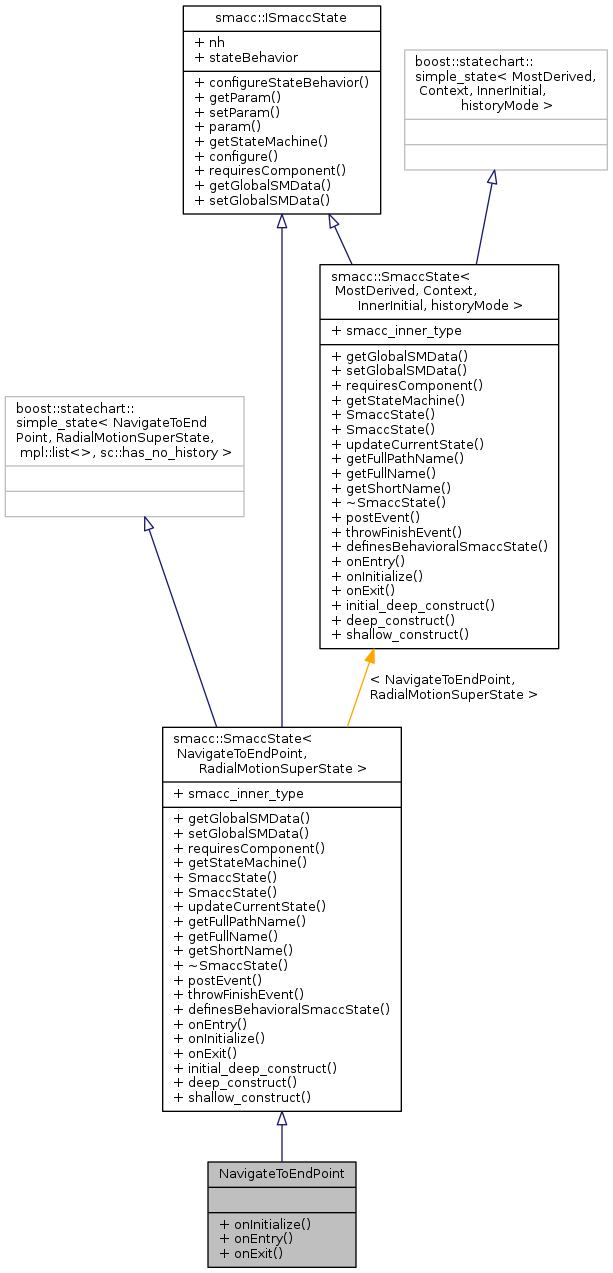 smacc::ISmaccState
+ nh
+ stateBehavior
+ configureStateBehavior()
+ getParam()
+ setParam()
+ param()
+ getStateMachine()
+ configure()
+ requiresComponent()
+ getGlobalSMData()
+ setGlobalSMData()
boost::statechart::
simple_state< MostDerived,
Context, InnerInitial,
historyMode >
smacc::SmaccState<
MostDerived, Context,
InnerInitial, historyMode >
+ smacc_inner_type
+ getGlobalSMData()
+ setGlobalSMData()
+ requiresComponent()
+ getStateMachine()
+ SmaccState()
+ SmaccState()
+ updateCurrentState()
+ getFullPathName()
+ getFullName()
+ getShortName()
+ ~SmaccState()
+ postEvent()
+ throwFinishEvent()
+ definesBehavioralSmaccState()
+ onEntry()
+ onInitialize()
+ onExit()
+ initial_deep_construct()
+ deep_construct()
+ shallow_construct()
boost::statechart::
simple_state< NavigateToEnd
Point, RadialMotionSuperState,
mpl::list<>, sc::has_no_history >
< NavigateToEndPoint,
RadialMotionSuperState >
smacc::SmaccState<
NavigateToEndPoint,
RadialMotionSuperState >
+ smacc_inner_type
+ getGlobalSMData()
+ setGlobalSMData()
+ requiresComponent()
+ getStateMachine()
+ SmaccState()
+ SmaccState()
+ updateCurrentState()
+ getFullPathName()
+ getFullName()
+ getShortName()
+ ~SmaccState()
+ postEvent()
+ throwFinishEvent()
+ definesBehavioralSmaccState()
+ onEntry()
+ onInitialize()
+ onExit()
+ initial_deep_construct()
+ deep_construct()
+ shallow_construct()
NavigateToEndPoint
+ onInitialize()
+ onEntry()
+ onExit()